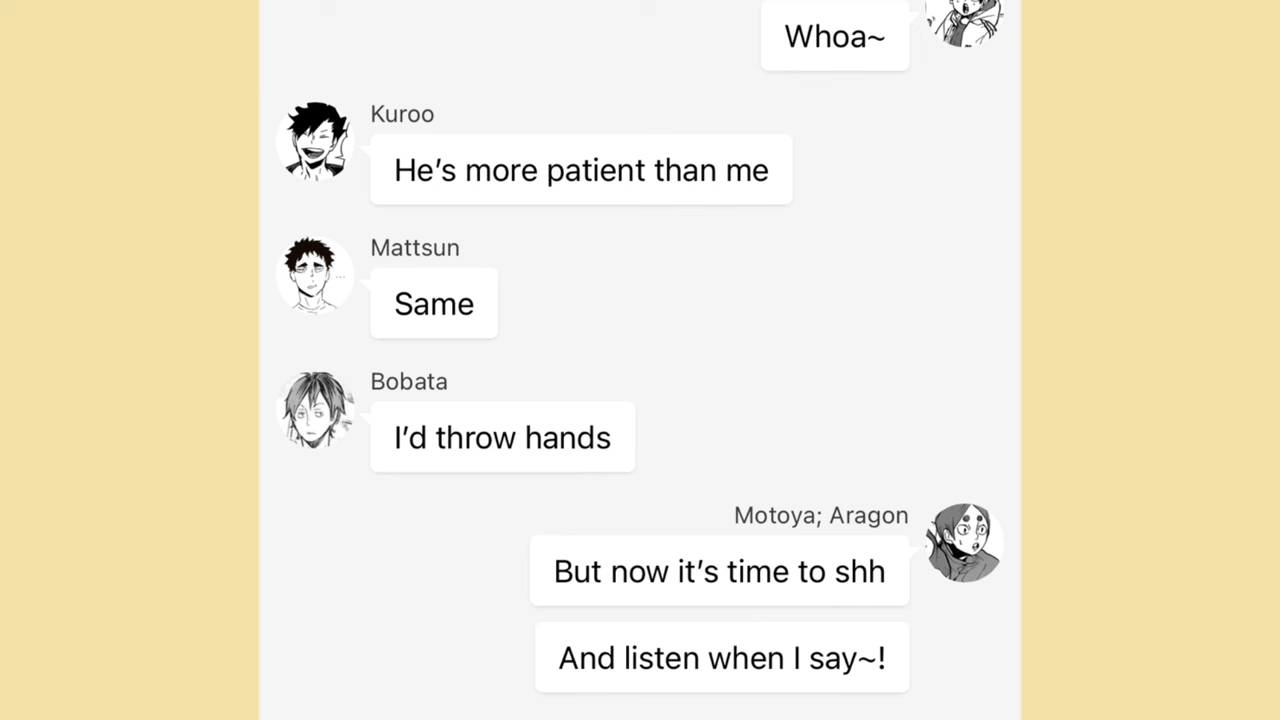 Whoa~
Kuroo
He’s more patient than me
Mattsun
Same
Bobata
I’d throw hands
Motoya; Aragon
But now it’s time to shh
And listen when I say~!